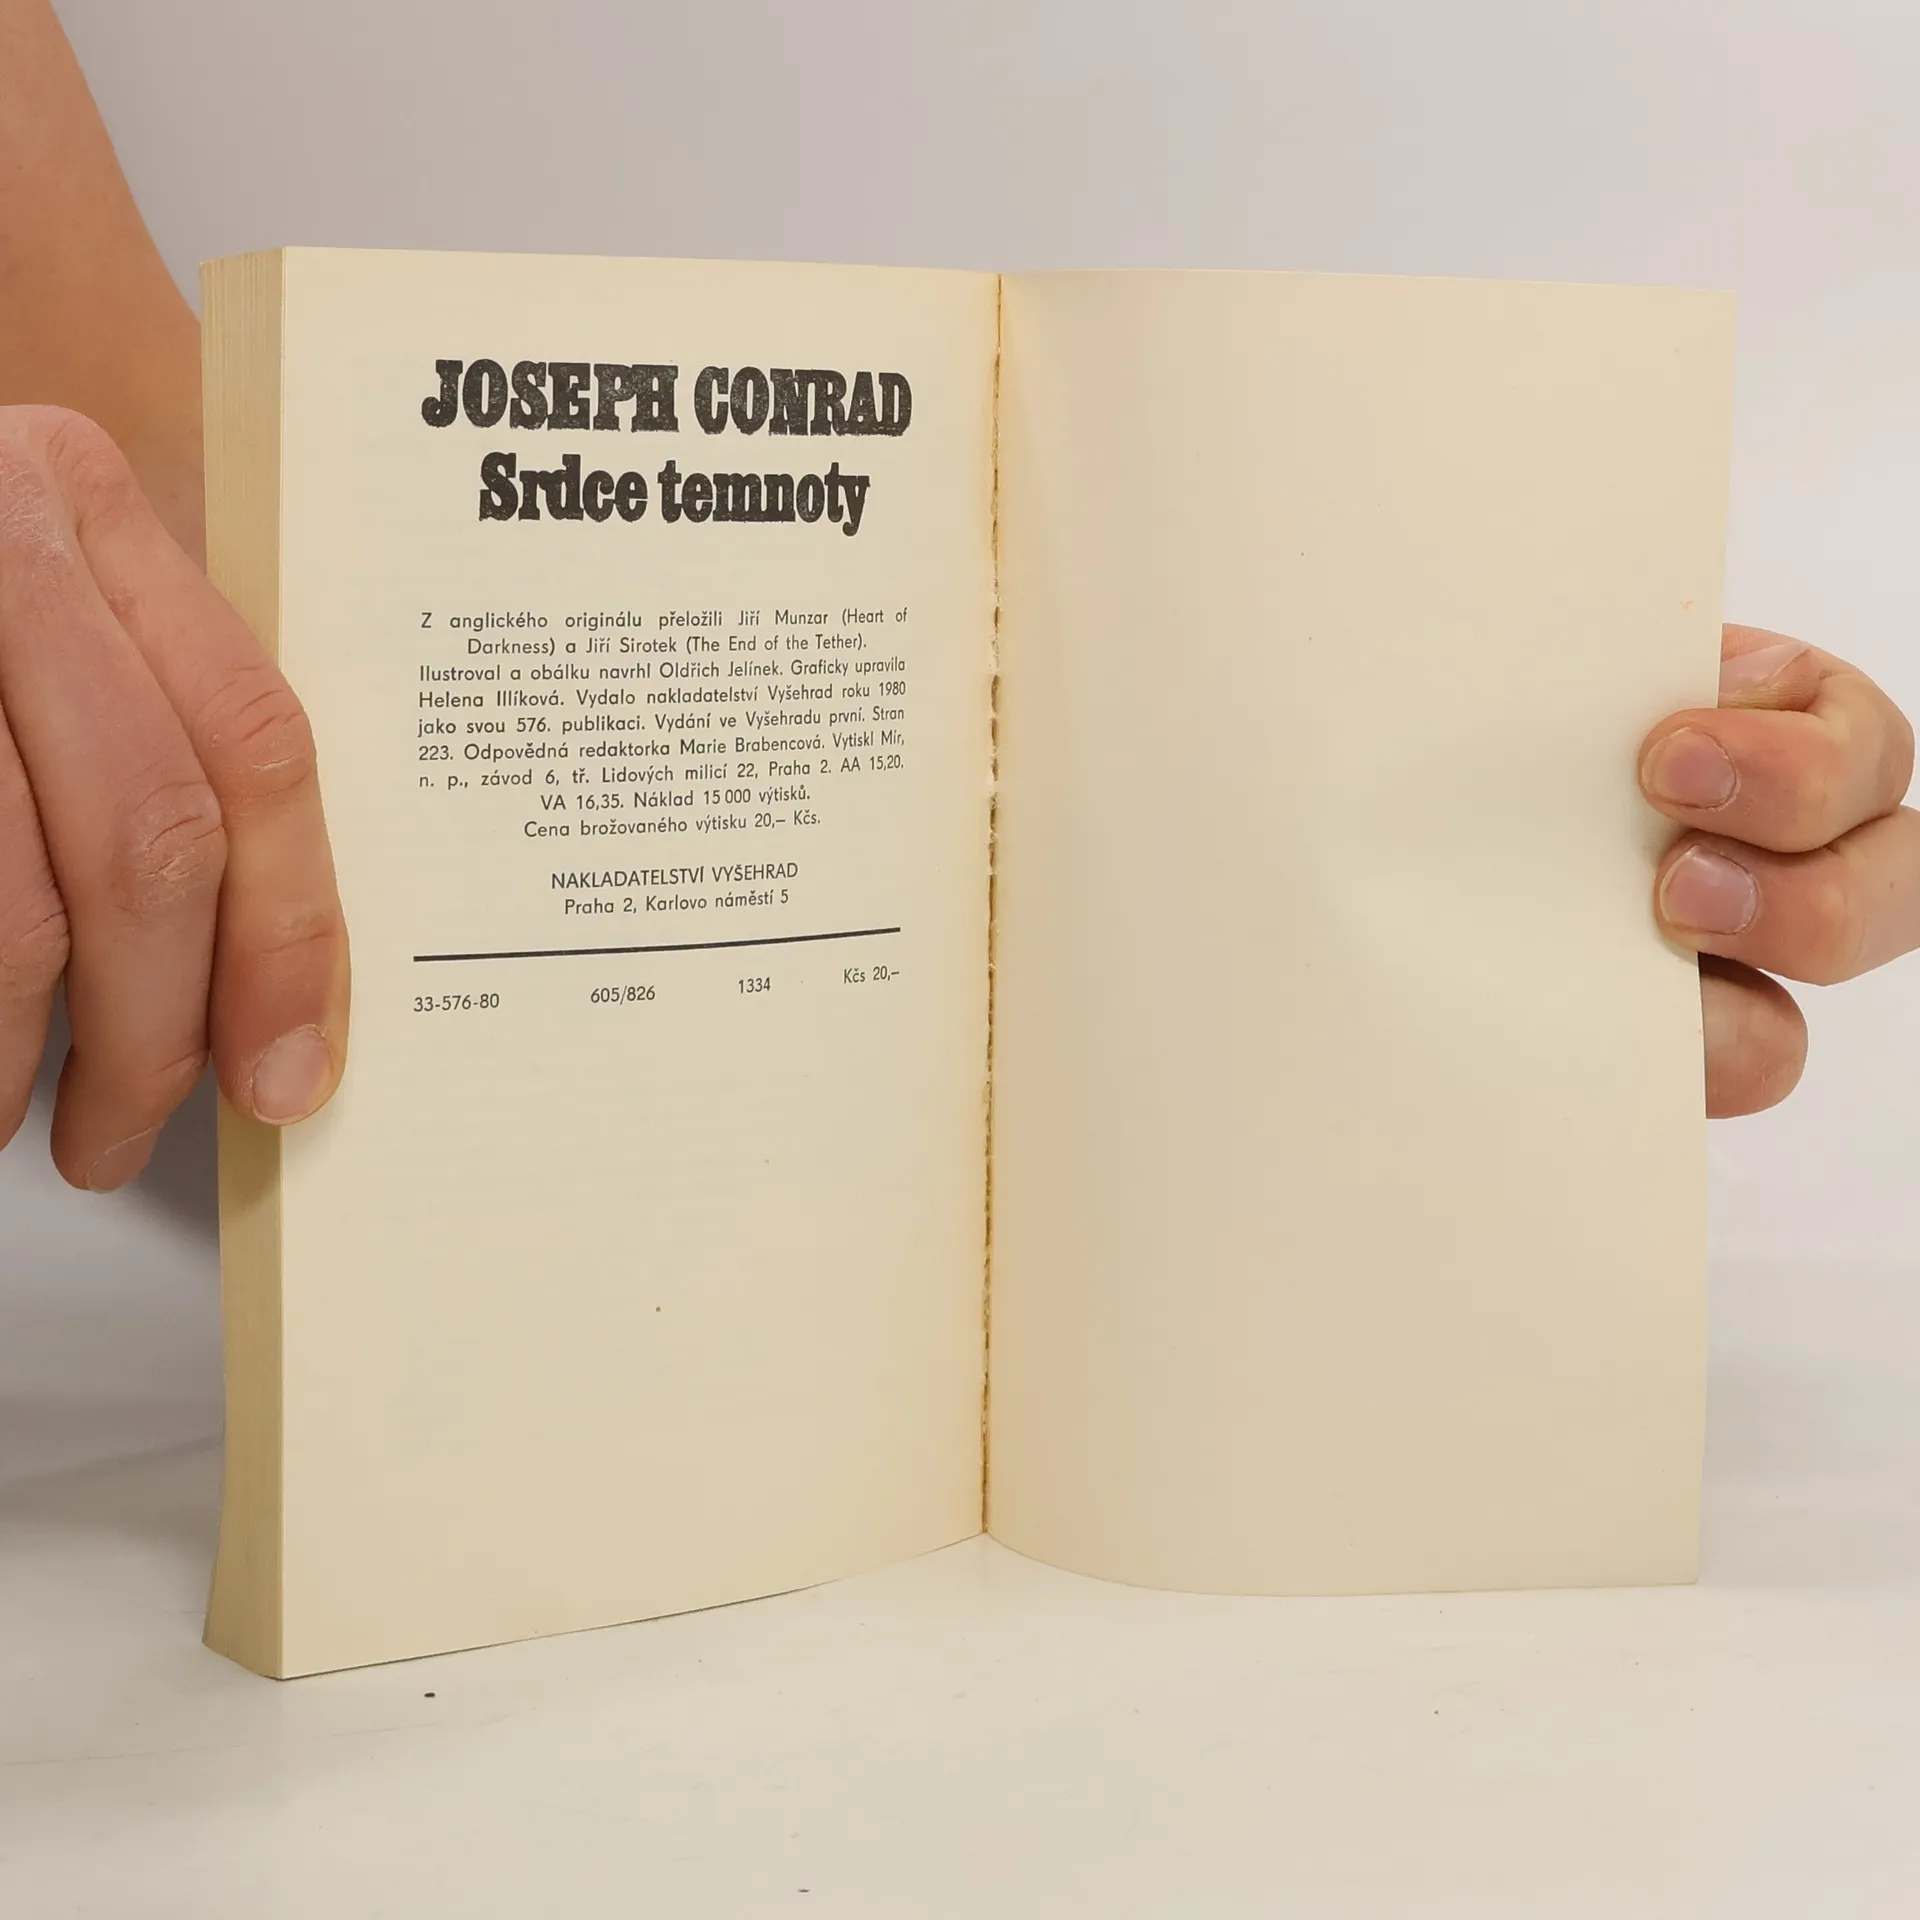 JOSEPH CONRAD
Srdce temnoty
Z anglického originálu přeložili Jiří Munzar (Heart of
Darkness) a Jiří Sirotek (The End of the Tether).
Ilustroval a obálku navrhl Oldřich Jelínek. Graficky upravila
Helena Illíková. Vydalo nakladatelství Vyšehrad roku 1980
jako svou 576. publikaci. Vydání ve Vyšehradu první. Stran
223. Odpovědná redaktorka Marie Brabencová. Vytiskl Mír,
n. p., závod 6, tř. Lidových milicí 22, Praha 2. AA 15,20.
VA 16,35. Náklad 15 000 výtisků.
Cena brožovaného výtisku 20,– Kčs.
NAKLADATELSTVÍ VYŠEHRAD
Praha 2, Karlovo náměstí 5
33-576-80 605/826 1334 Kčs 20,–